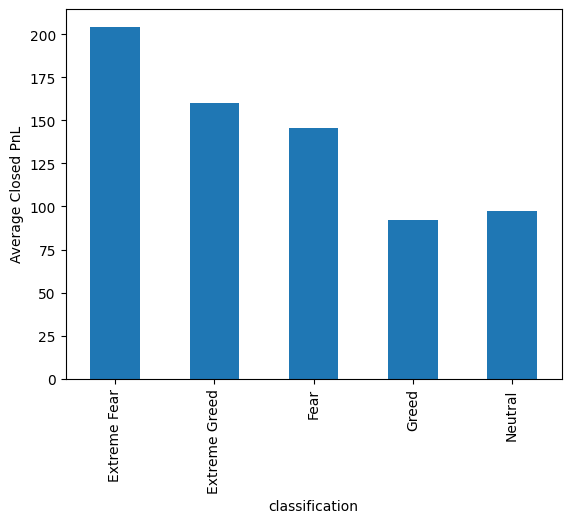 200
175
150
125
100
75
50
25
0
Average Closed PnL
Extreme Fear
Extreme Greed
Fear
Greed
Neutral
classification